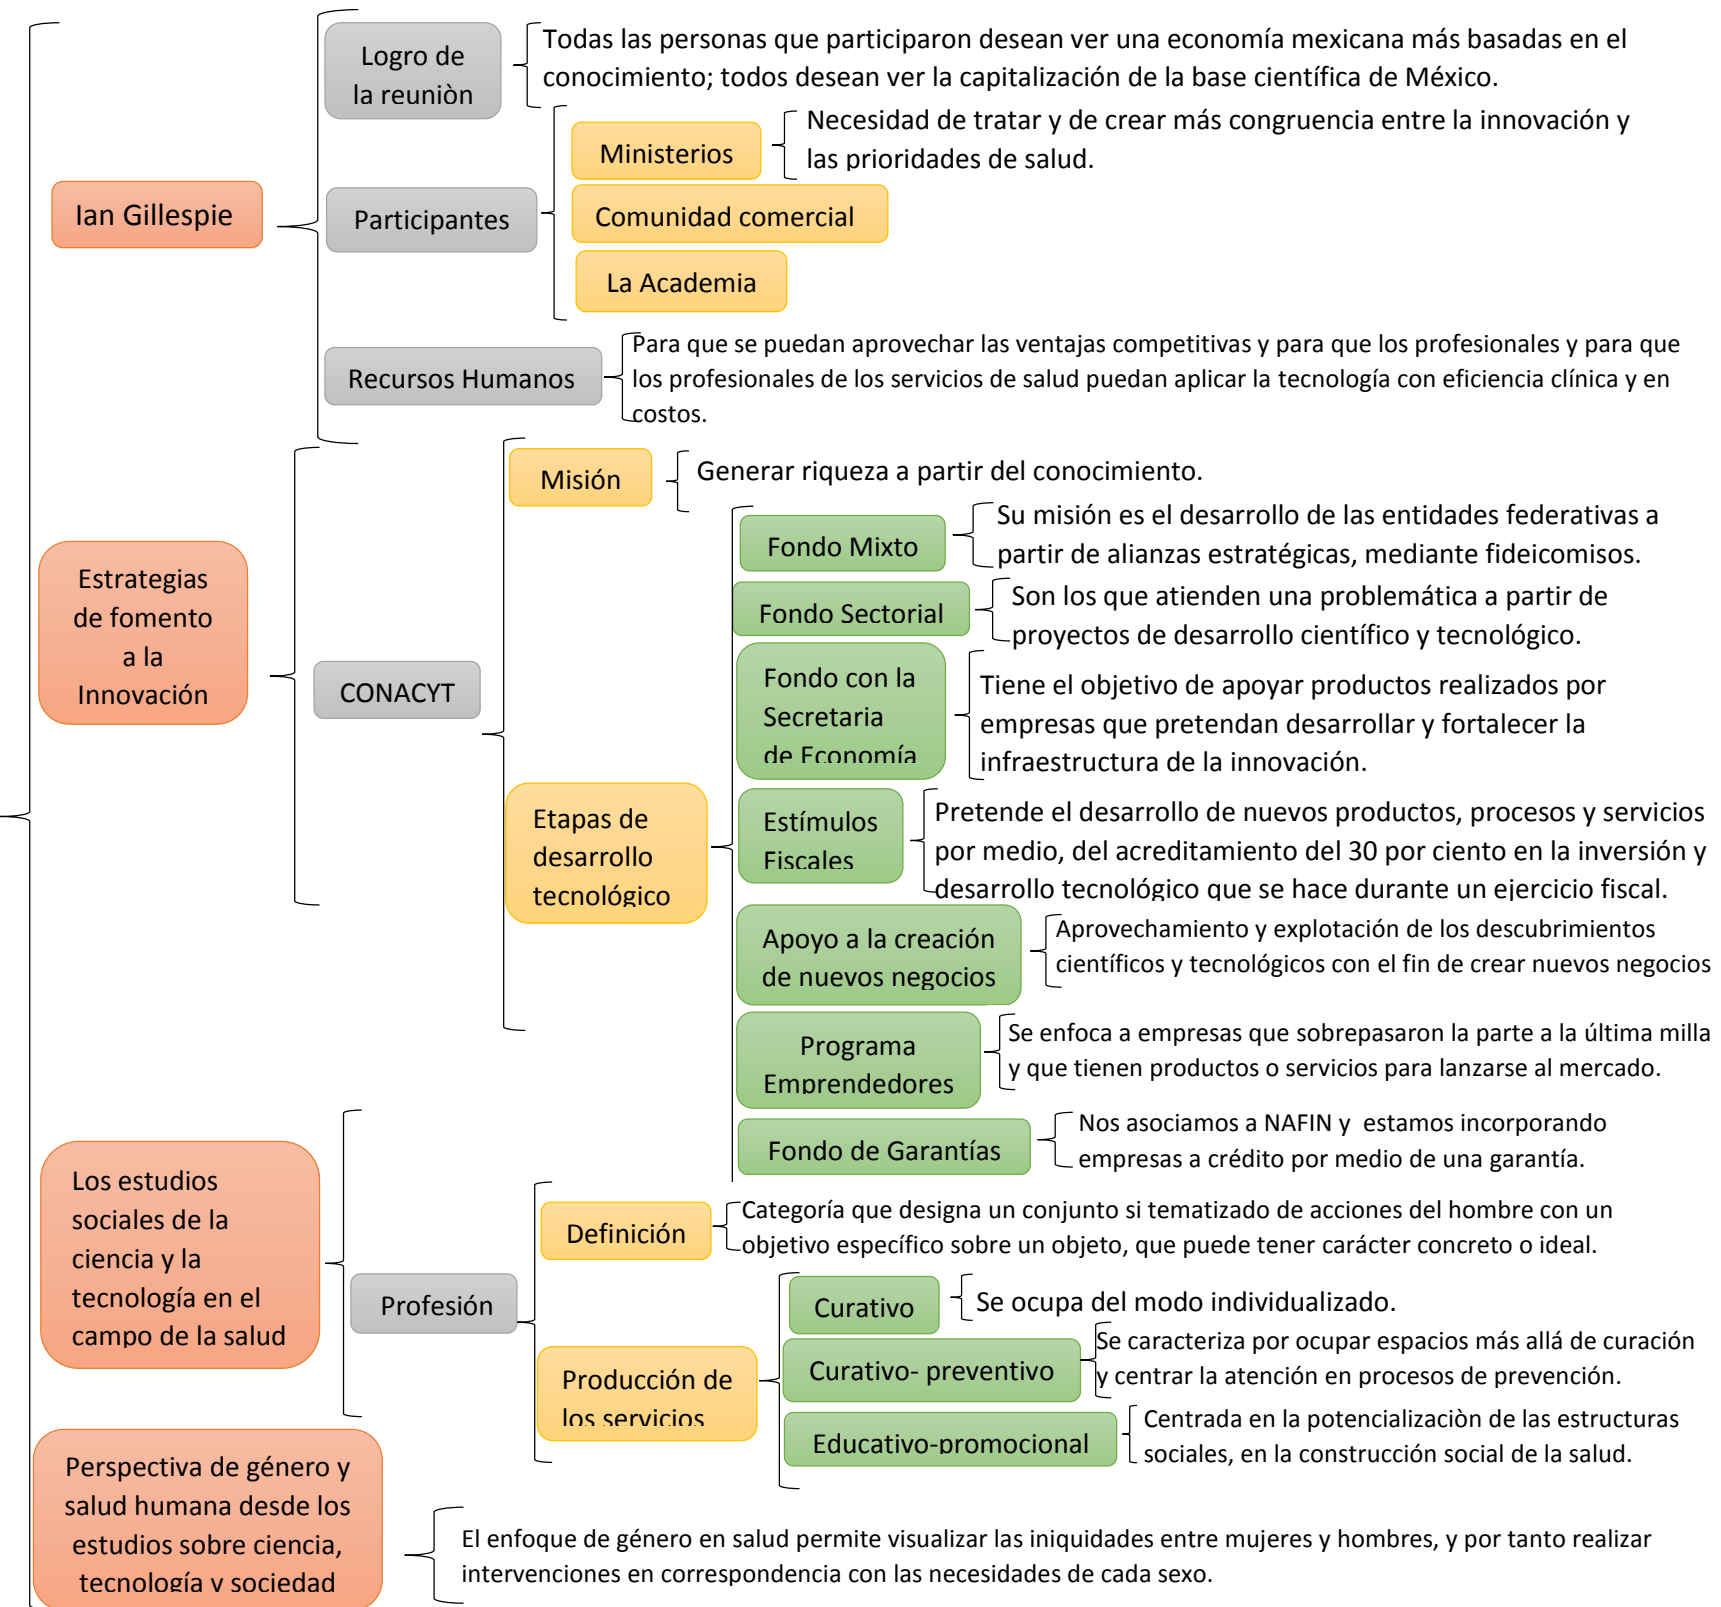 Logro de
la reuniòn
Todas las personas que participaron desean ver una economía mexicana más basadas en el
conocimiento; todos desean ver la capitalización de la base científica de México.
Ian Gillespie
Participantes
Ministerios
Necesidad de tratar y de crear más congruencia entre la innovación y
las prioridades de salud.
Comunidad comercial
La Academia
Recursos Humanos
Para que se puedan aprovechar las ventajas competitivas y para que los profesionales y para que
los profesionales de los servicios de salud puedan aplicar la tecnología con eficiencia clínica y en
costos.
Estrategias
de fomento
a la
Innovación
CONACYT
Misión
Generar riqueza a partir del conocimiento.
Etapas de
desarrollo
tecnológico
Fondo Mixto
Su misión es el desarrollo de las entidades federativas a
partir de alianzas estratégicas, mediante fideicomisos.
Fondo Sectorial
Son los que atienden una problemática a partir de
proyectos de desarrollo científico y tecnológico.
Fondo con la
Secretaria
de Economía
Tiene el objetivo de apoyar productos realizados por
empresas que pretendan desarrollar y fortalecer la
infraestructura de la innovación.
Estímulos
Fiscales
Pretende el desarrollo de nuevos productos, procesos y servicios
por medio, del acreditamiento del 30 por ciento en la inversión y
desarrollo tecnológico que se hace durante un ejercicio fiscal.
Apoyo a la creación
de nuevos negocios
Aprovechamiento y explotación de los descubrimientos
científicos y tecnológicos con el fin de crear nuevos negocios
Programa
Emprendedores
Se enfoca a empresas que sobrepasaron la parte a la última milla
y que tienen productos o servicios para lanzarse al mercado.
Fondo de Garantías
Nos asociamos a NAFIN y  estamos incorporando
empresas a crédito por medio de una garantía.
Los estudios
sociales de la
ciencia y la
tecnología en el
campo de la salud
Profesión
Definición
Categoría que designa un conjunto si tematizado de acciones del hombre con un
objetivo específico sobre un objeto, que puede tener carácter concreto o ideal.
Producción de
los servicios
Curativo
Se ocupa del modo individualizado.
Curativo- preventivo
Se caracteriza por ocupar espacios más allá de curación
y centrar la atención en procesos de prevención.
Educativo-promocional
Centrada en la potencializaciòn de las estructuras
sociales, en la construcción social de la salud.
Perspectiva de género y
salud humana desde los
estudios sobre ciencia,
tecnología y sociedad
El enfoque de género en salud permite visualizar las iniquidades entre mujeres y hombres, y por tanto realizar
intervenciones en correspondencia con las necesidades de cada sexo.